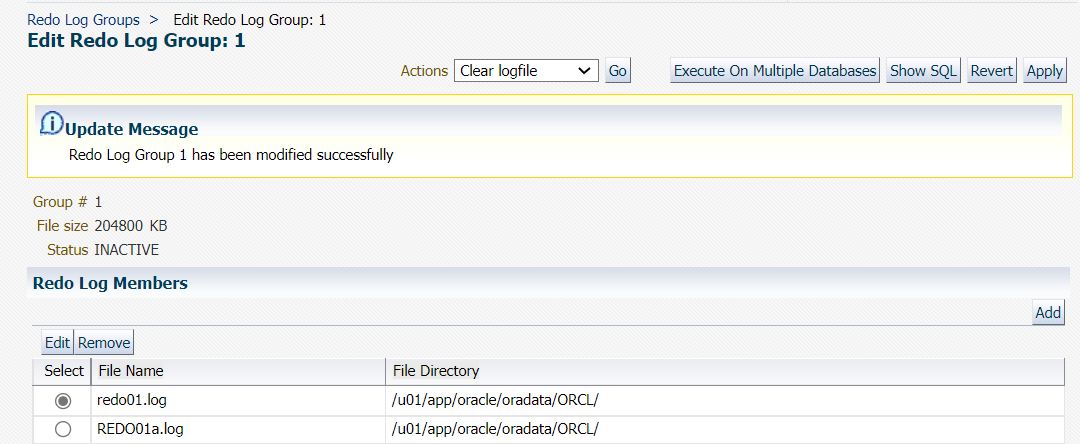 Redo Log Groups > Edit Redo Log Group: 1
Edit Redo Log Group: 1
Actions Clear logfile Go Execute On Multiple Databases Show SQL Revert Apply
Update Message
Redo Log Group 1 has been modified successfully
Group # 1
File size 204800 KB
Status INACTIVE
Redo Log Members
Add
Edit Remove
Select File Name File Directory
redo01.log /u01/app/oracle/oradata/ORCL/
REDO01a.log /u01/app/oracle/oradata/ORCL/